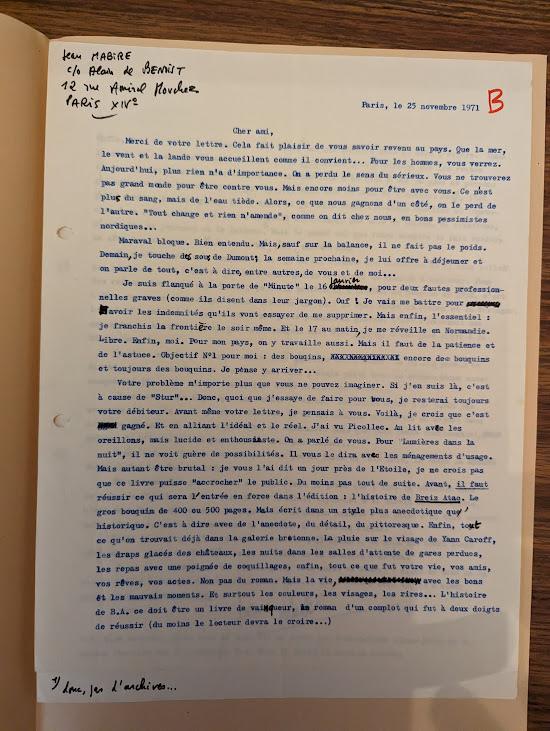 Jean MABIRE
c/o Alain de BENOIST
12 rue Amiral Mouchez
PARIS XIVe
Paris, le 25 novembre 1971
B
Cher ami,
Merci de votre lettre. Cela fait plaisir de vous savoir revenu au pays. Que la mer,
le vent et la lande vous accueillent comme il convient... Pour les hommes, vous verrez.
Aujourd'hui, plus rien n'a d'importance. On a perdu le sens du sérieux. Vous ne trouverez
pas grand monde pour être contre vous. Mais encore moins pour être avec vous. Ce n'est
plus du sang, mais de l'eau tiède. Alors, ce que nous gagnons d'un côté, on le perd de
l'autre. "Tout change et rien n'amende", comme on dit chez nous, en bons pessimistes
nordiques...
Maraval bloque. Bien entendu. Mais, sauf sur la balance, il ne fait pas le poids.
Demain, je touche des sous de Dumont; la semaine prochaine, je lui offre à déjeuner et
on parle de tout, c'est à dire, entre autres, de vous et de moi...
Je suis flanqué à la porte de "Minute" le 16 janvier, pour deux fautes profession-
nelles graves (comme ils disent dans leur jargon). Ouf ! Je vais me battre pour
avoir les indemnités qu'ils vont essayer de me supprimer. Mais enfin, l'essentiel :
je franchis la frontière le soir même. Et le 17 au matin, je me réveille en Normandie.
Libre. Enfin, moi. Pour mon pays, on y travaille aussi. Mais il faut de la patience et
de l'astuce. Objectif N°1 pour moi : des bouqins, encore des bouquins
et toujours des bouquins. Je pense y arriver...
Votre problème m'importe plus que vous ne pouvez imaginer. Si j'en suis là, c'est
à cause de "Stur"... Donc, quoi que j'essaye de faire pour vous, je resterai toujours
votre débiteur. Avant même votre lettre, je pensais à vous. Voilà, je crois que c'est
gagné. Et en alliant l'idéal et le réel. J'ai vu Picollec. Au lit avec les
oreillons, mais lucide et enthousiaste. On a parlé de vous. Pour "Lumières dans la
nuit", il ne voit guère de possibilités. Il vous le dira avec les ménagements d'usage.
Mais autant être brutal : je vous l'ai dit un jour près de l'Etoile, je ne crois pas
que ce livre puisse "accrocher" le public. Du moins pas tout de suite. Avant, il faut
réussir ce qui sera l'entrée en force dans l'édition : l'histoire de Breiz Atao. Le
gros bouquin de 400 ou 500 pages. Mais écrit dans un style plus anecdotique que
historique. C'est à dire avec de l'anecdote, du détail, du pittoresque. Enfin, tout
ce qu'on trouvait déjà dans la galerie bretonne. La pluie sur le visage de Yann Caroff,
les draps glacés des châteaux, les nuits dans les salles d'attente de gares perdues,
les repas avec une poignée de coquillages, enfin, tout ce que fut votre vie, vos amis,
vos rêves, vos actes. Non pas du roman. Mais la vie, avec les bons
et les mauvais moments. Et surtout les couleurs, les visages, les rires... L'histoire
de B.A. ce doit être un livre de vainqueur, le roman d'un complot qui fut à deux doigts
de réussir (du moins le lecteur devra le croire...)
Donc, pas d'archives...